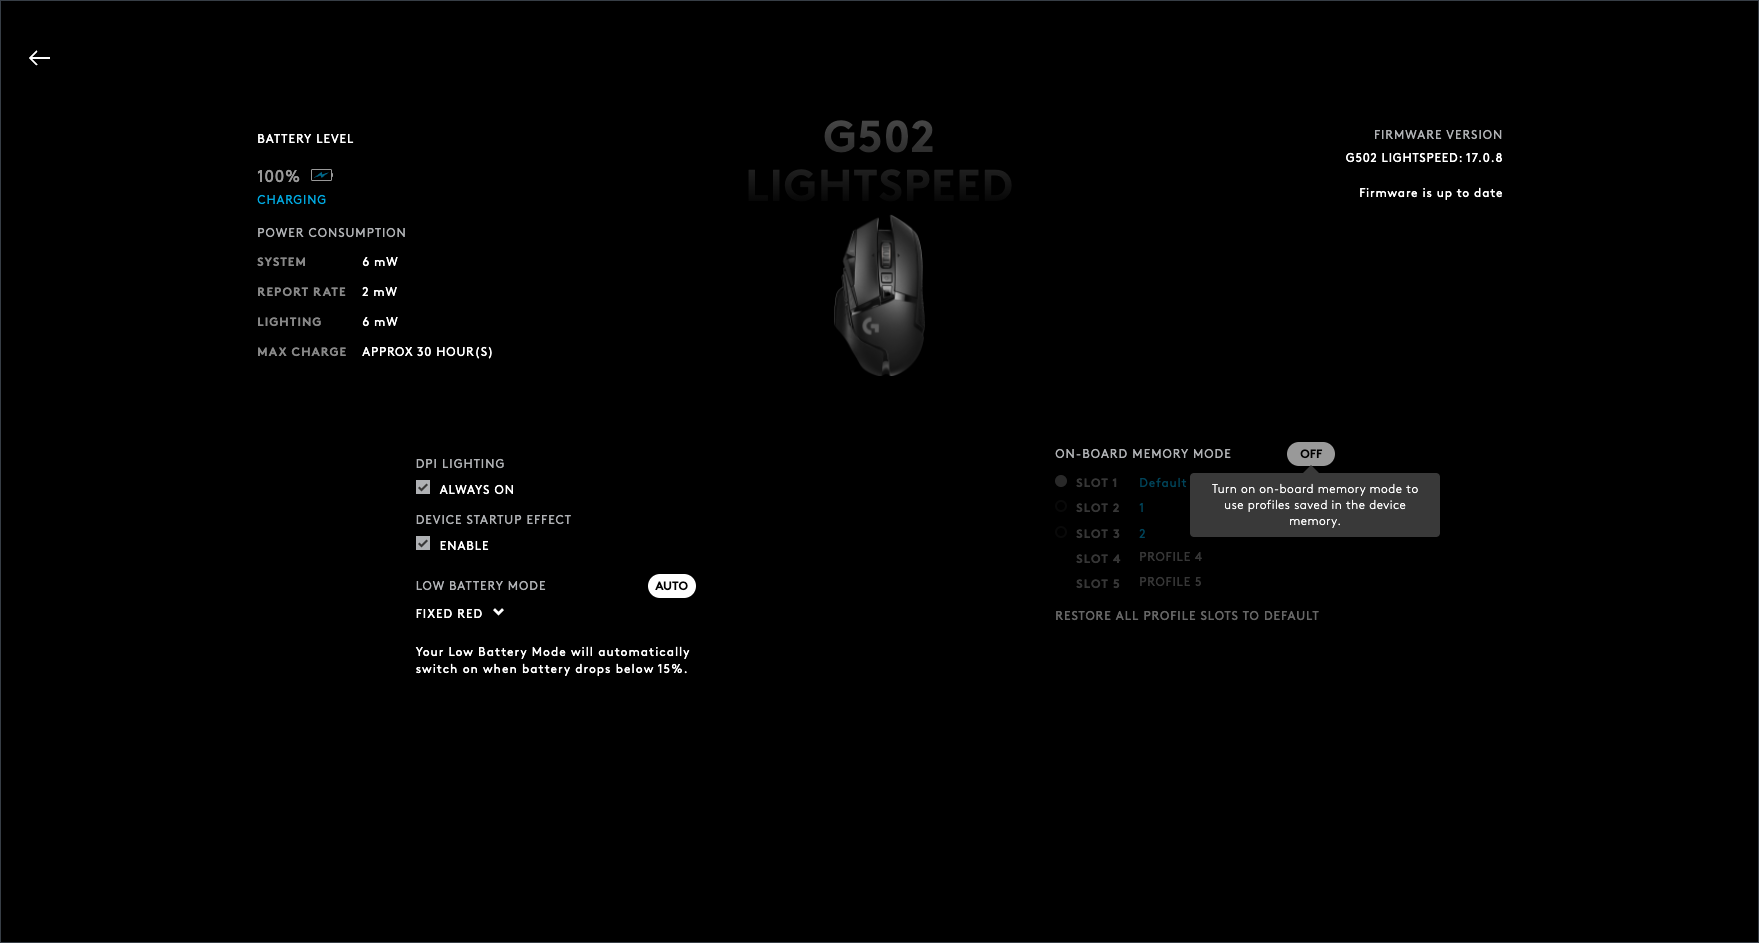 G502
LIGHTSPEED
BATTERY LEVEL
100%
CHARGING
POWER CONSUMPTION
SYSTEM 6 mW
REPORT RATE 2 mW
LIGHTING 6 mW
MAX CHARGE APPROX 30 HOUR(S)
FIRMWARE VERSION
G502 LIGHTSPEED: 17.0.8
Firmware is up to date
DPI LIGHTING
ALWAYS ON
DEVICE STARTUP EFFECT
ENABLE
LOW BATTERY MODE AUTO
FIXED RED
Your Low Battery Mode will automatically
switch on when battery drops below 15%.
ON-BOARD MEMORY MODE OFF
Turn on on-board memory mode to
use profiles saved in the device
memory.
SLOT 1 Default
SLOT 2 1
SLOT 3 2
SLOT 4 PROFILE 4
SLOT 5 PROFILE 5
RESTORE ALL PROFILE SLOTS TO DEFAULT